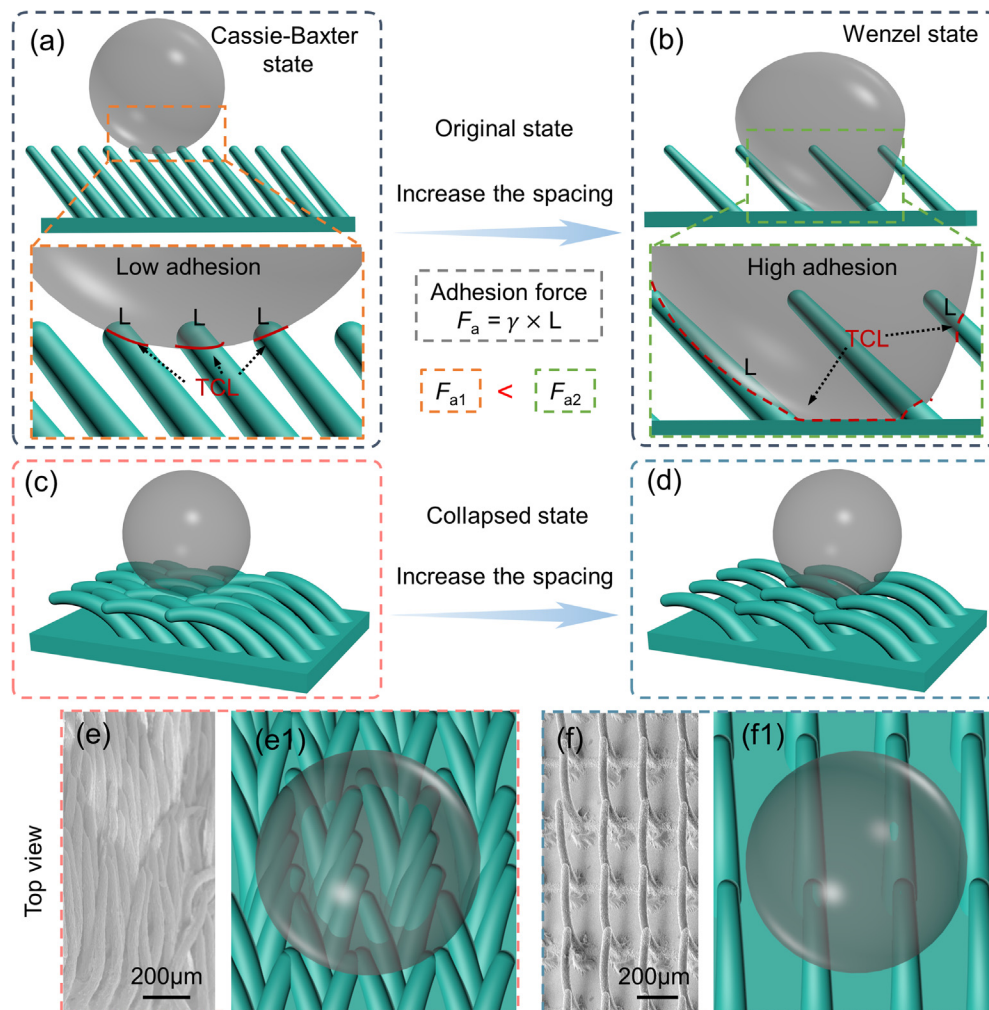 (a)
Cassie-Baxter
state
Low adhesion
L
L
L
TCL
Original state
Increase the spacing
Adhesion force
Fₐ = γ × L
Fₐ₁ < Fₐ₂
(b)
Wenzel state
High adhesion
L
TCL
L
(c)
Collapsed state
Increase the spacing
(d)
Top view
(e)
200μm
(e1)
(f)
200μm
(f1)